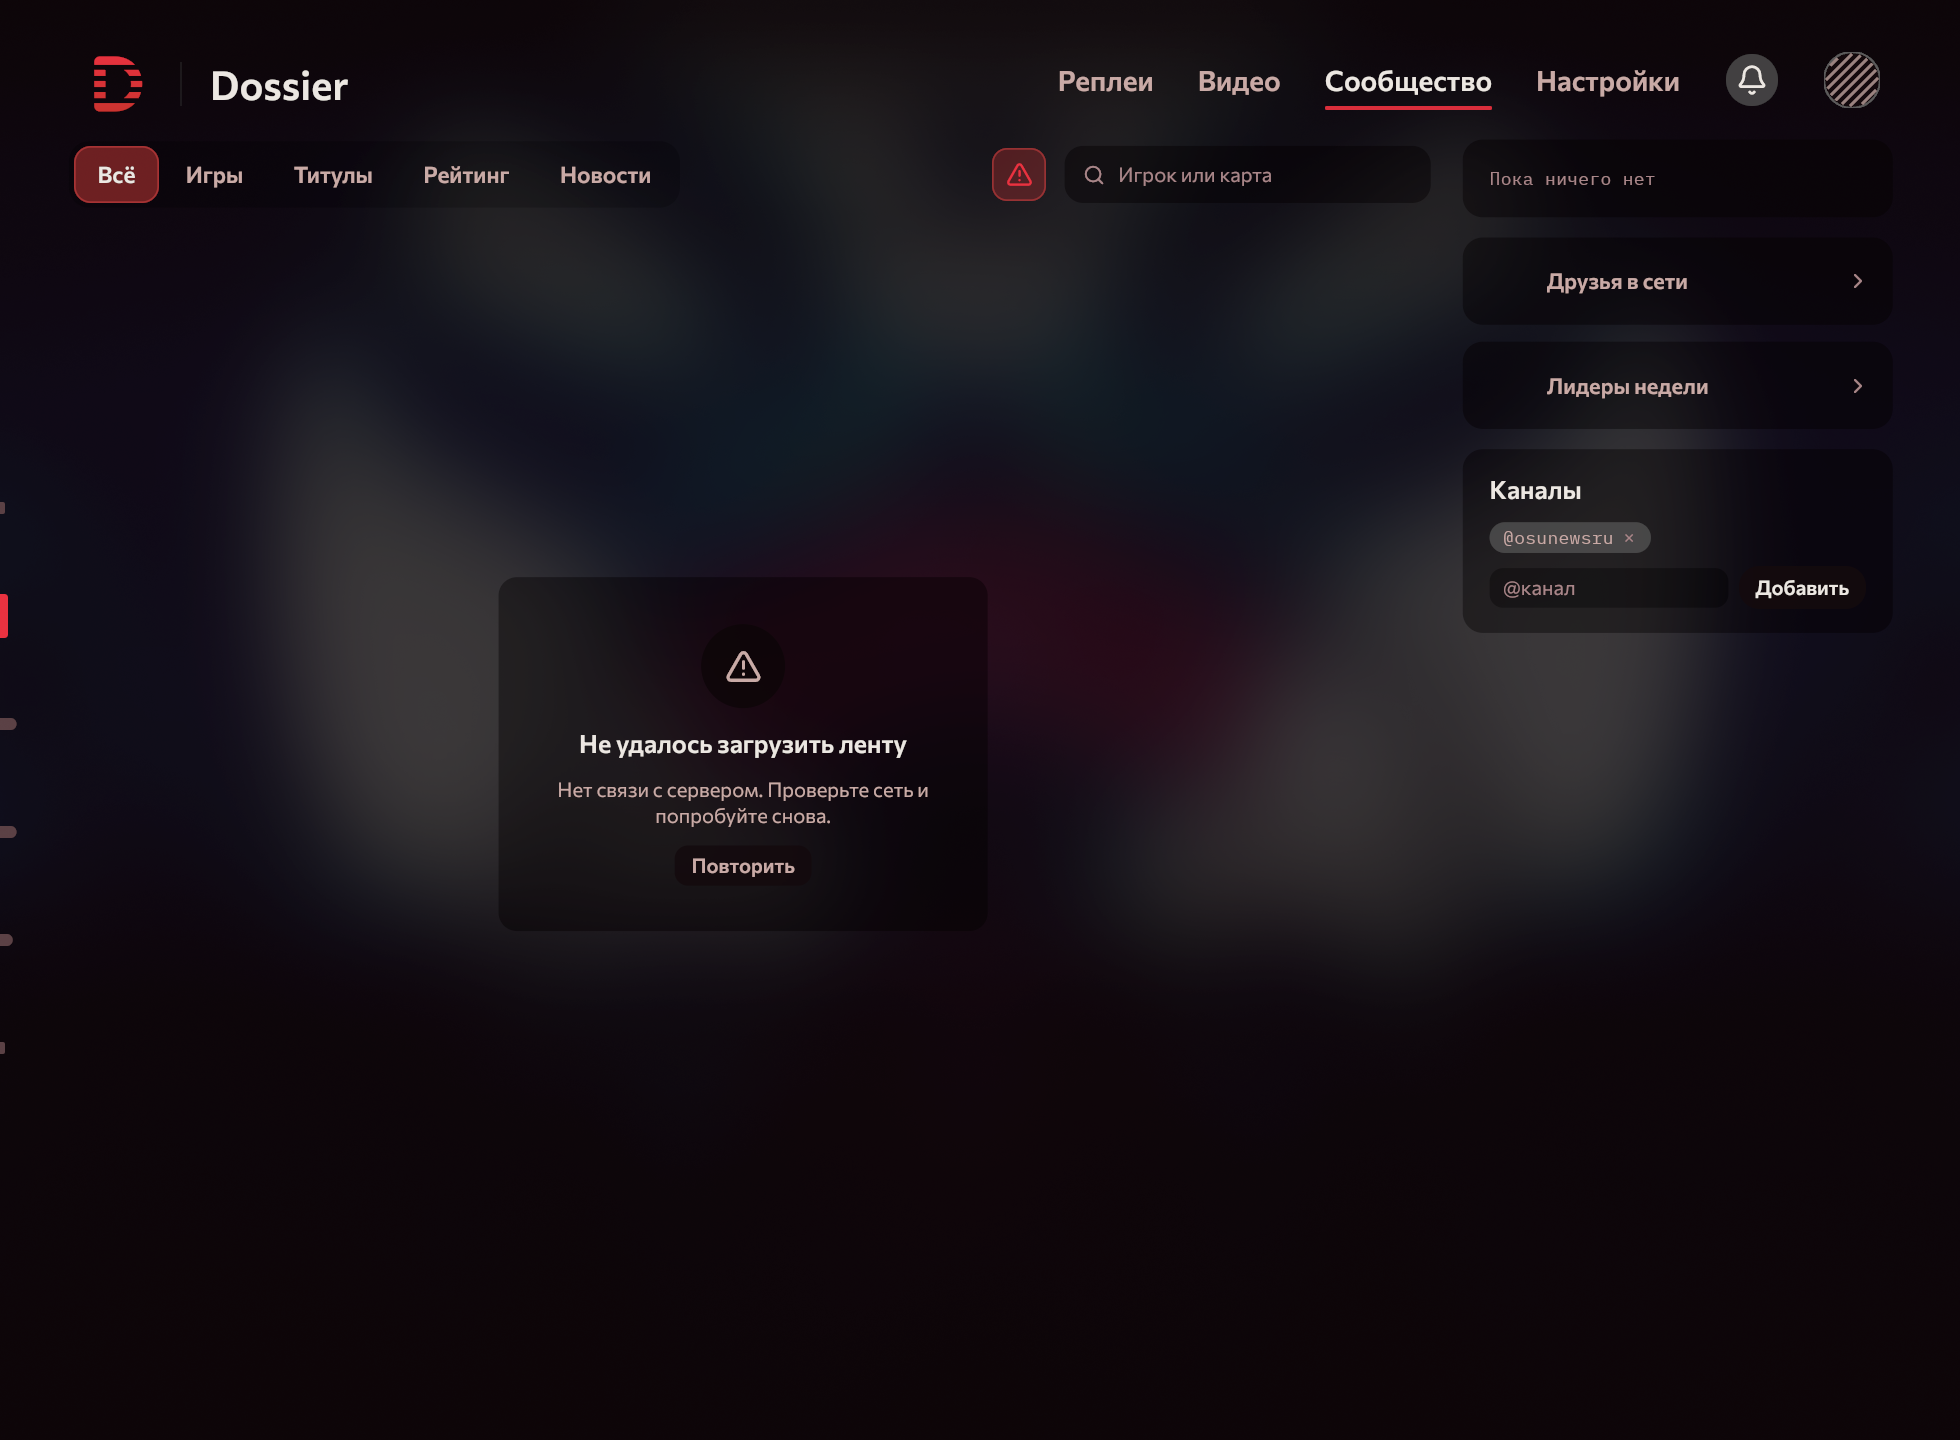 Dossier
Реплеи
Видео
Сообщество
Настройки
Всё
Игры
Титулы
Рейтинг
Новости
Игрок или карта
Пока ничего нет
Друзья в сети
Лидеры недели
Каналы
@osunewsru ×
@канал
Добавить
Не удалось загрузить ленту
Нет связи с сервером. Проверьте сеть и
попробуйте снова.
Повторить